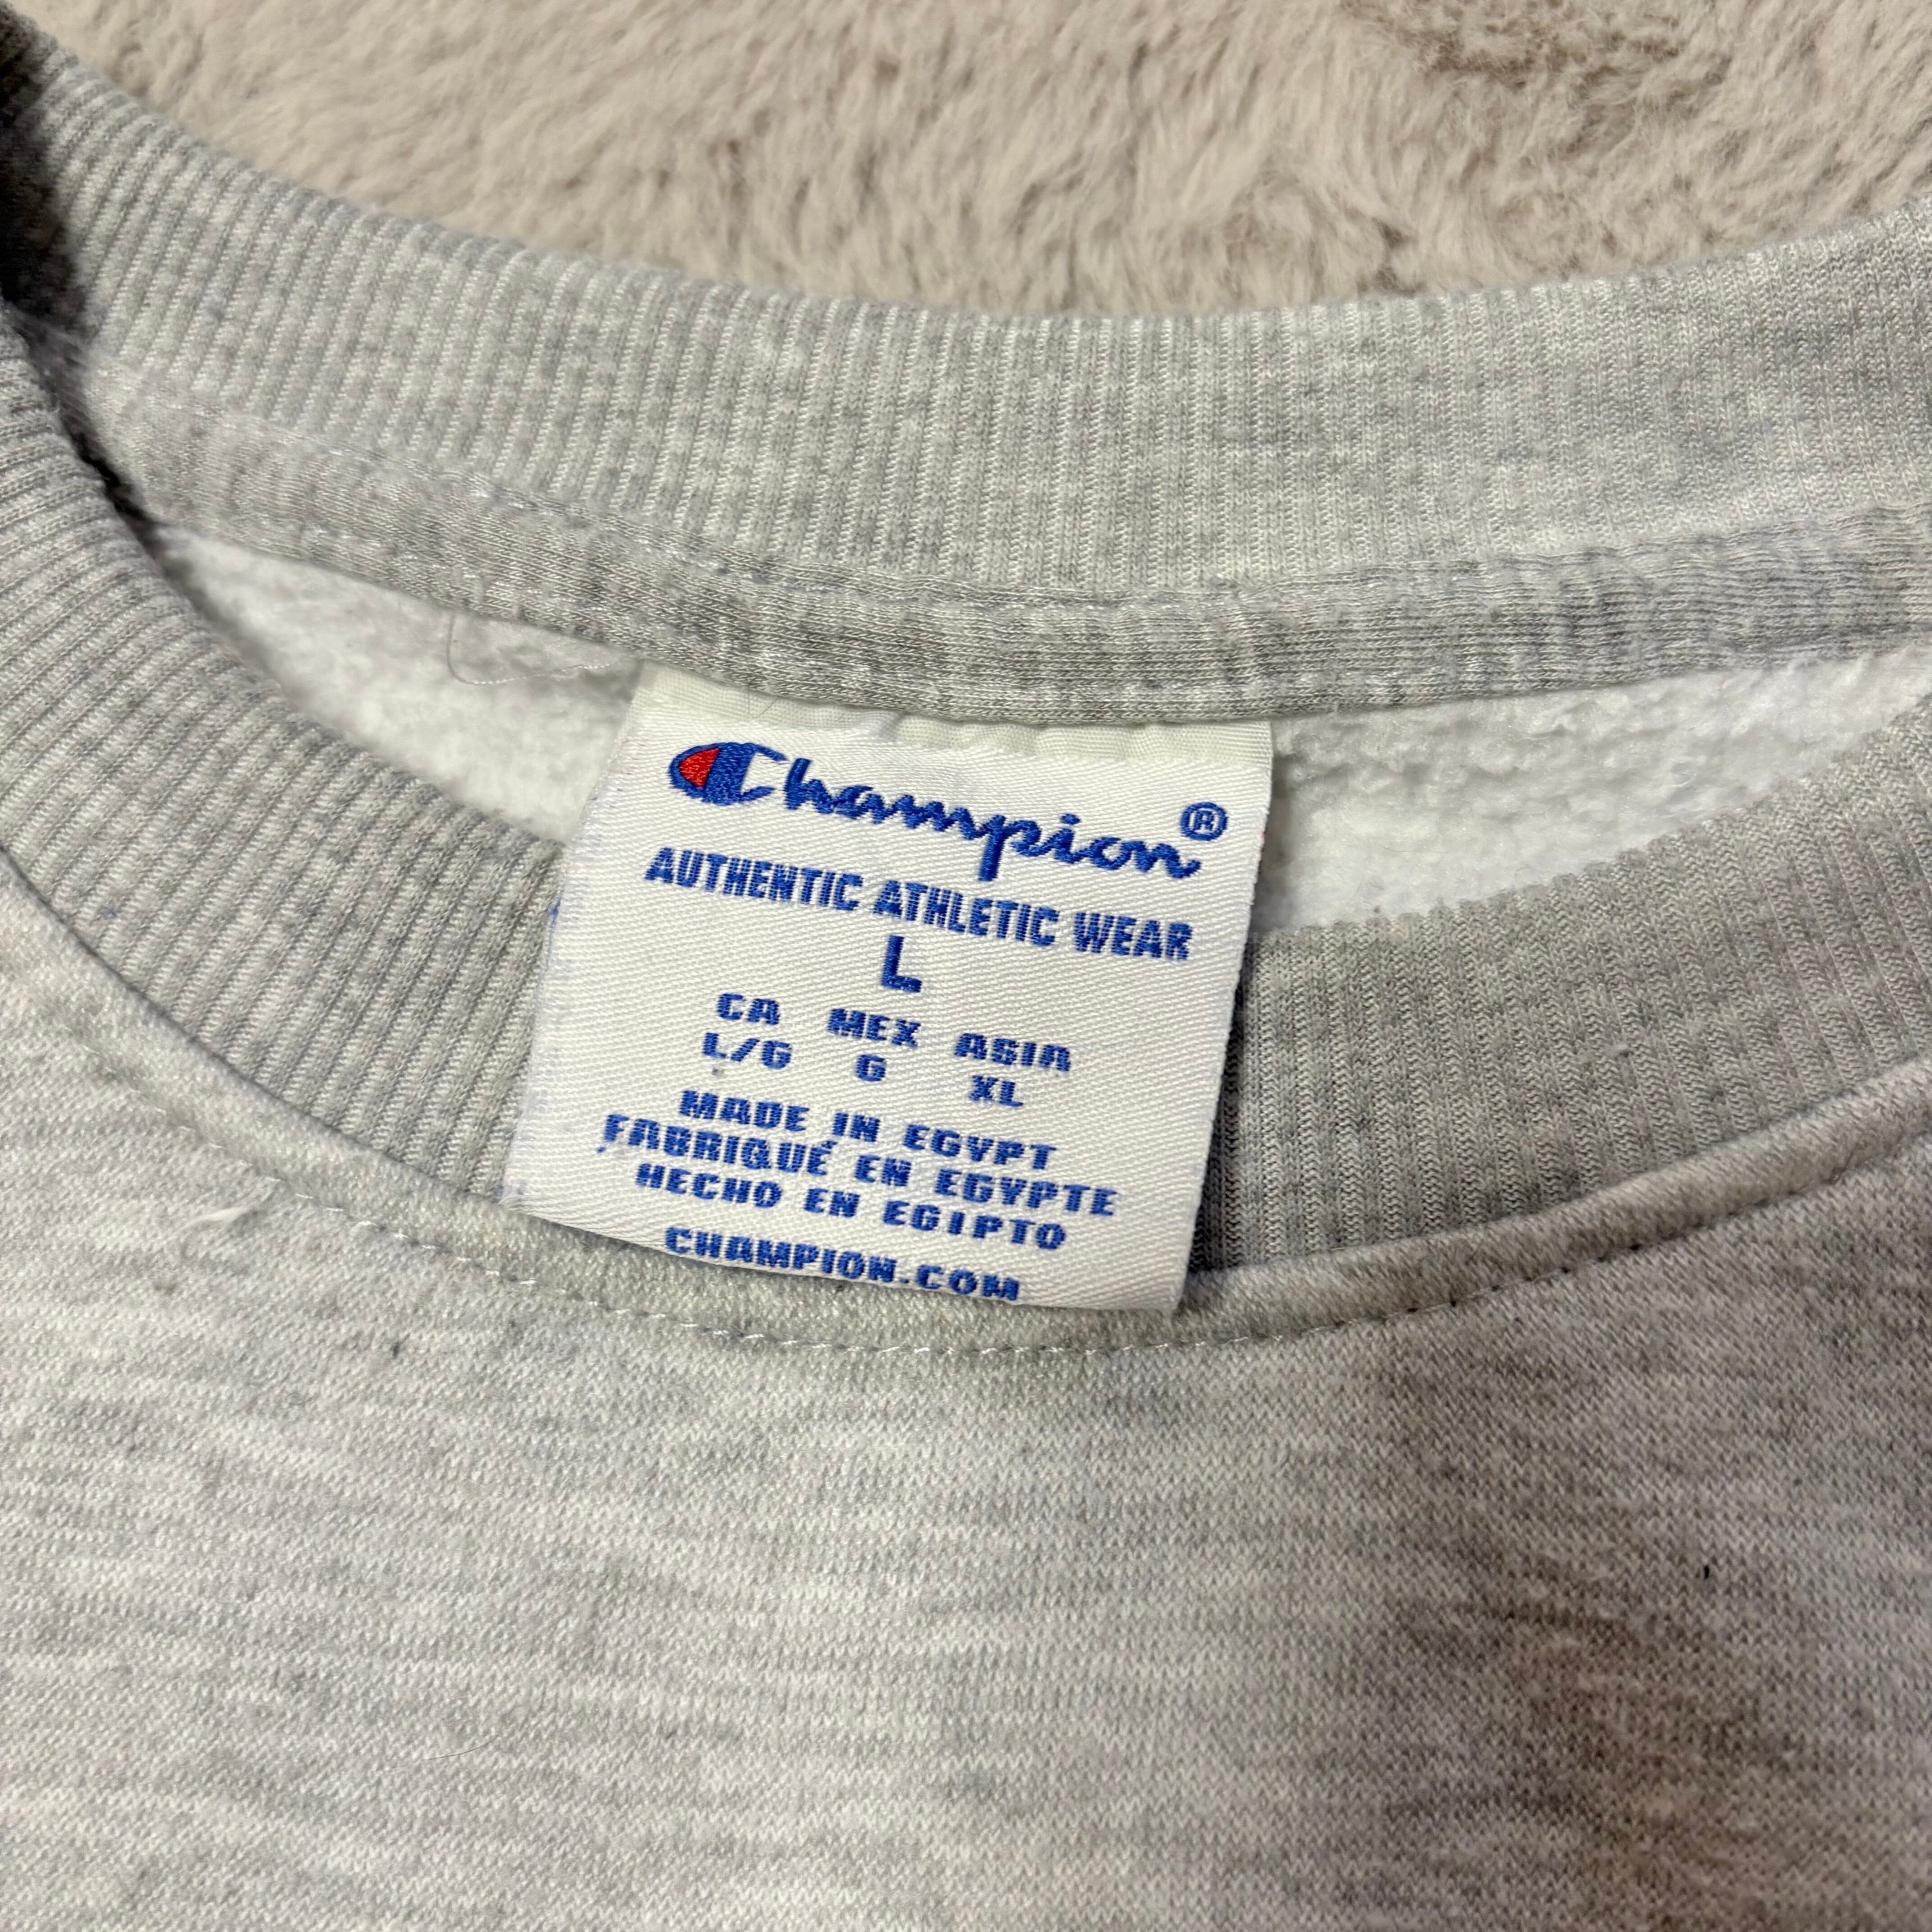 Champion®
AUTHENTIC ATHLETIC WEAR
L
CA MEX ASIA
L/G G XL
MADE IN EGYPT
FABRIQUÉ EN EGYPTE
HECHO EN EGIPTO
CHAMPION.COM